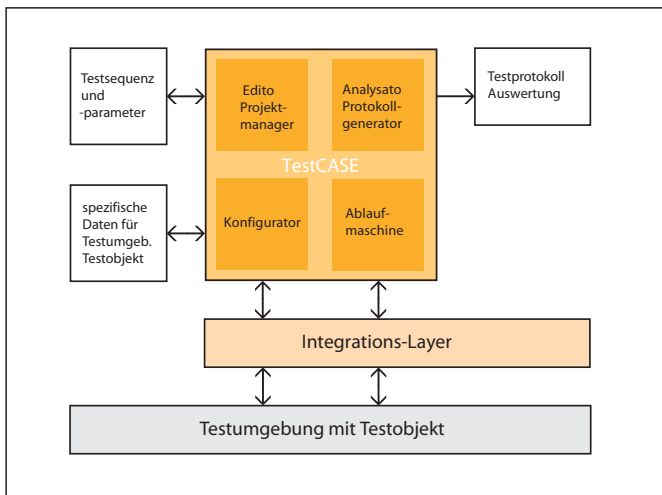 Testsequenz
und
-parameter
Edito
Projekt-
manager
Analysato
Protokoll-
generator
Testprotokoll
Auswertung
TestCASE
spezifische
Daten für
Testumgeb.
Testobjekt
Konfigurator
Ablauf-
maschine
Integrations-Layer
Testumgebung mit Testobjekt